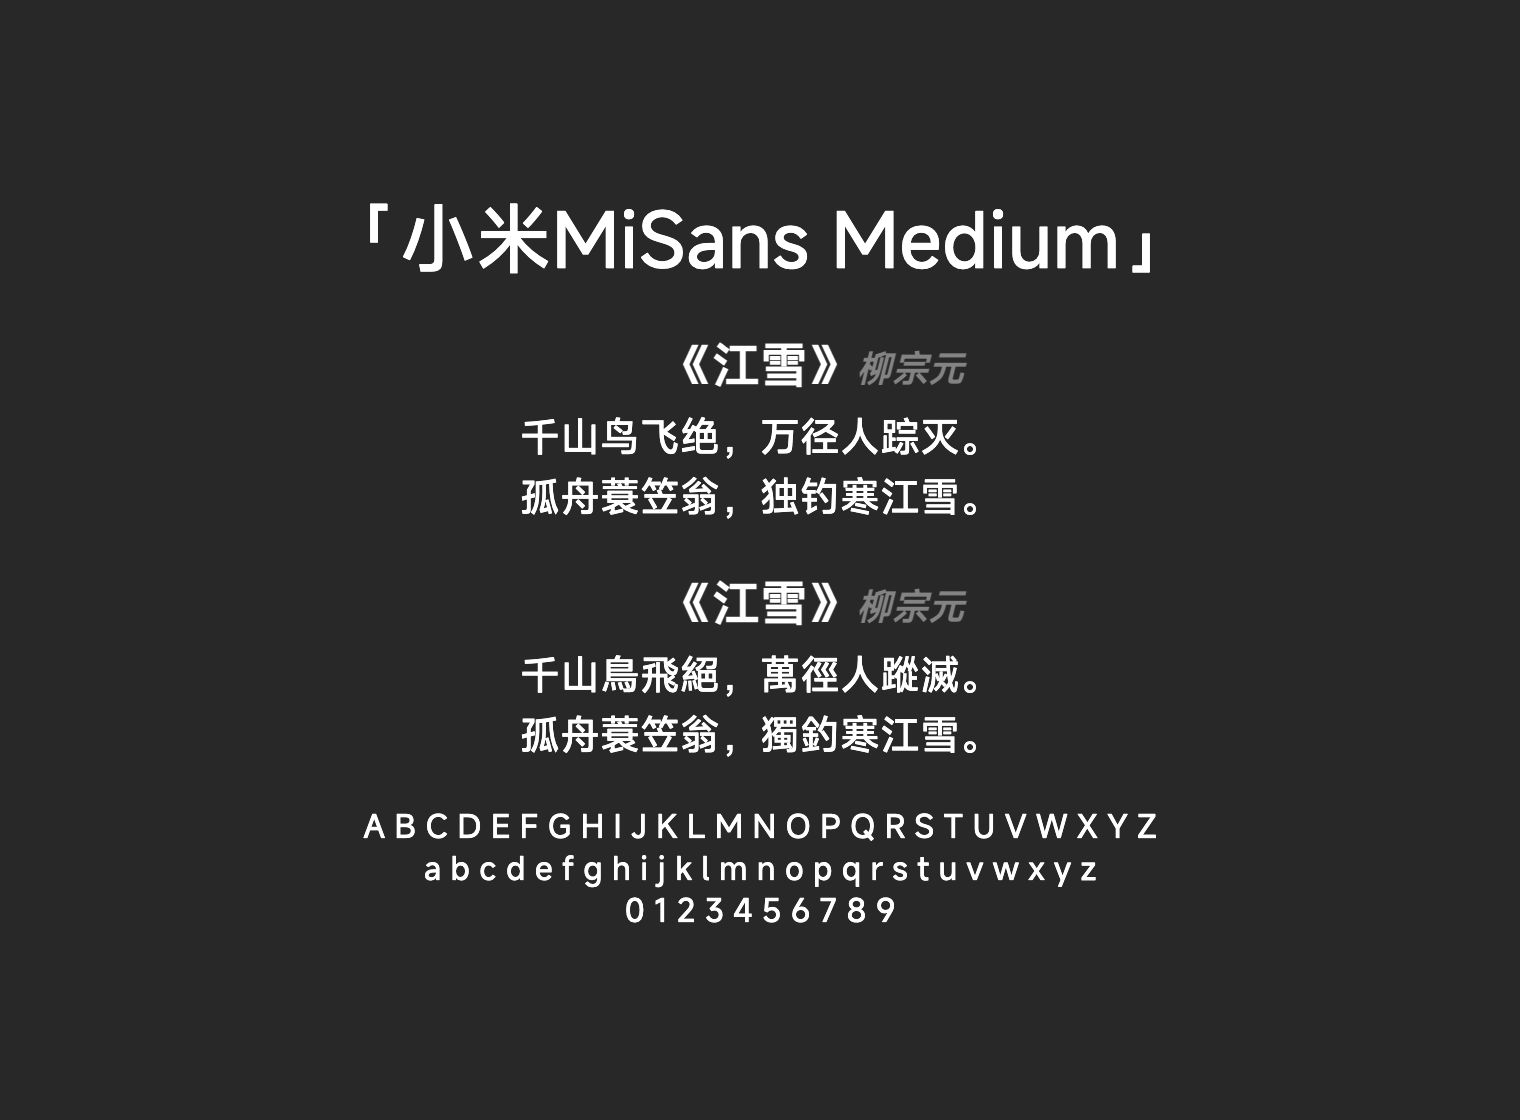 「小米MiSans Medium」
《江雪》柳宗元
千山鸟飞绝，万径人踪灭。
孤舟蓑笠翁，独钓寒江雪。
《江雪》柳宗元
千山鳥飛絕，萬徑人蹤滅。
孤舟蓑笠翁，獨釣寒江雪。
A B C D E F G H I J K L M N O P Q R S T U V W X Y Z
a b c d e f g h i j k l m n o p q r s t u v w x y z
0 1 2 3 4 5 6 7 8 9